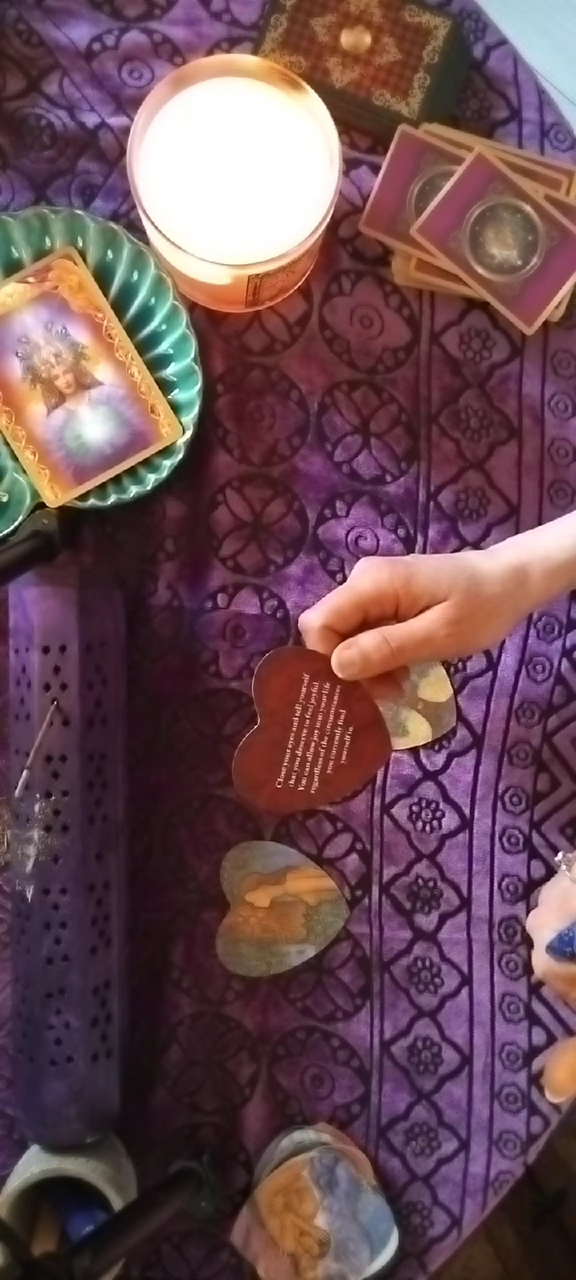 Close your eyes and tell yourself
that you deserve to feel joyful.
You can allow joy into your life
regardless of the circumstances
you currently find
yourself in.